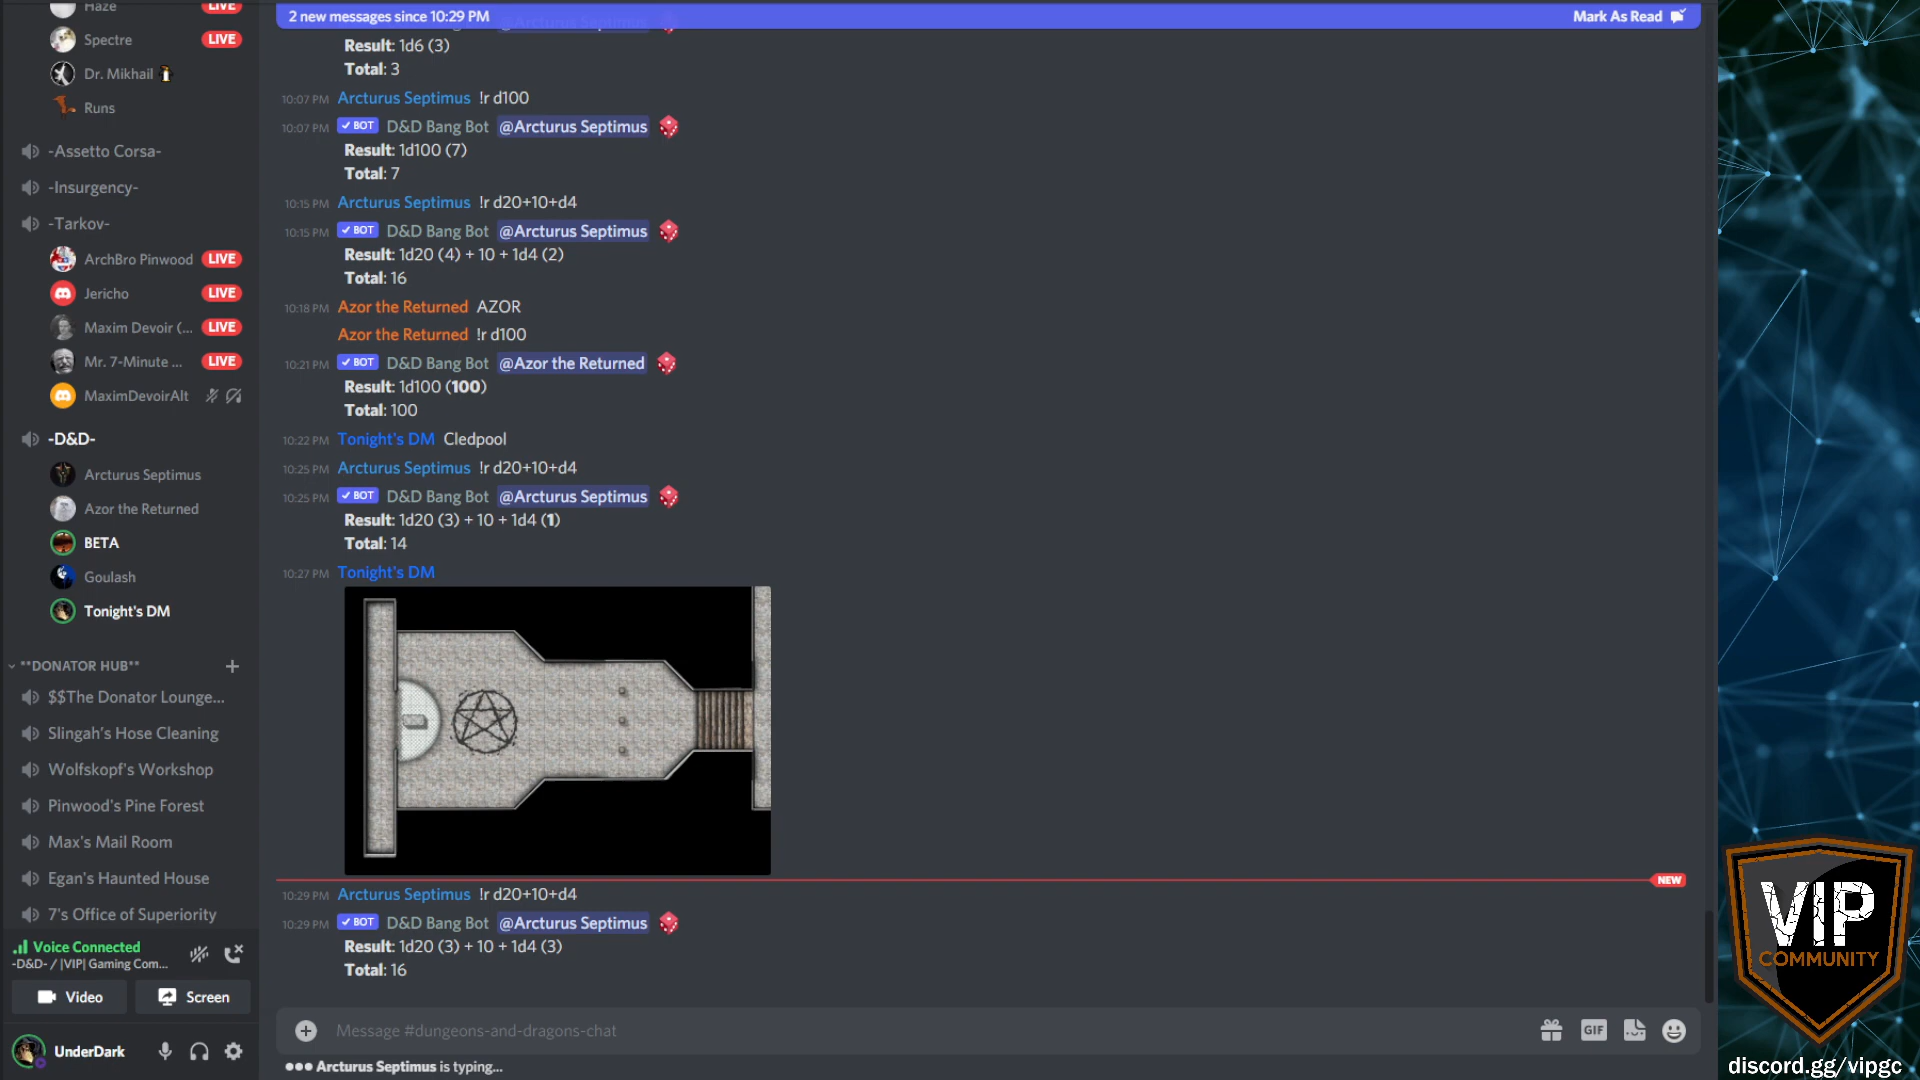 Haze LIVE
Spectre LIVE
Dr. Mikhail
Runs
-Assetto Corsa-
-Insurgency-
-Tarkov-
ArchBro Pinwood LIVE
Jericho LIVE
Maxim Devoir (... LIVE
Mr. 7-Minute ... LIVE
MaximDevoirAlt
-D&D-
Arcturus Septimus
Azor the Returned
BETA
Goulash
Tonight's DM
**DONATOR HUB**
$$The Donator Lounge...
Slingah's Hose Cleaning
Wolfskopf's Workshop
Pinwood's Pine Forest
Max's Mail Room
Egan's Haunted House
7's Office of Superiority
Voice Connected
-D&D- / |VIP| Gaming Com...
Video Screen
UnderDark
2 new messages since 10:29 PM Mark As Read
@Arcturus Septimus
Result: 1d6 (3)
Total: 3
10:07 PM Arcturus Septimus !r d100
10:07 PM BOT D&D Bang Bot @Arcturus Septimus
Result: 1d100 (7)
Total: 7
10:15 PM Arcturus Septimus !r d20+10+d4
10:15 PM BOT D&D Bang Bot @Arcturus Septimus
Result: 1d20 (4) + 10 + 1d4 (2)
Total: 16
10:18 PM Azor the Returned AZOR
Azor the Returned !r d100
10:21 PM BOT D&D Bang Bot @Azor the Returned
Result: 1d100 (100)
Total: 100
10:22 PM Tonight's DM Cledpool
10:25 PM Arcturus Septimus !r d20+10+d4
10:25 PM BOT D&D Bang Bot @Arcturus Septimus
Result: 1d20 (3) + 10 + 1d4 (1)
Total: 14
10:27 PM Tonight's DM
NEW
10:29 PM Arcturus Septimus !r d20+10+d4
10:29 PM BOT D&D Bang Bot @Arcturus Septimus
Result: 1d20 (3) + 10 + 1d4 (3)
Total: 16
Message #dungeons-and-dragons-chat
GIF
Arcturus Septimus is typing...
VIP
COMMUNITY
discord.gg/vipgc